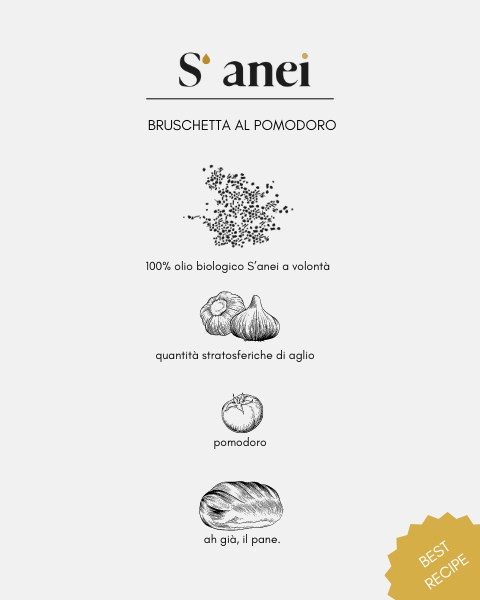 S' anei
BRUSCHETTA AL POMODORO
100% olio biologico S'anei a volontà
quantità stratosferiche di aglio
pomodoro
ah già, il pane.
BEST
RECIPE